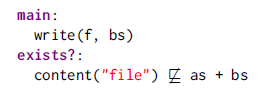 main:
write(f, bs)
exists?:
content("file") ⋢ as + bs